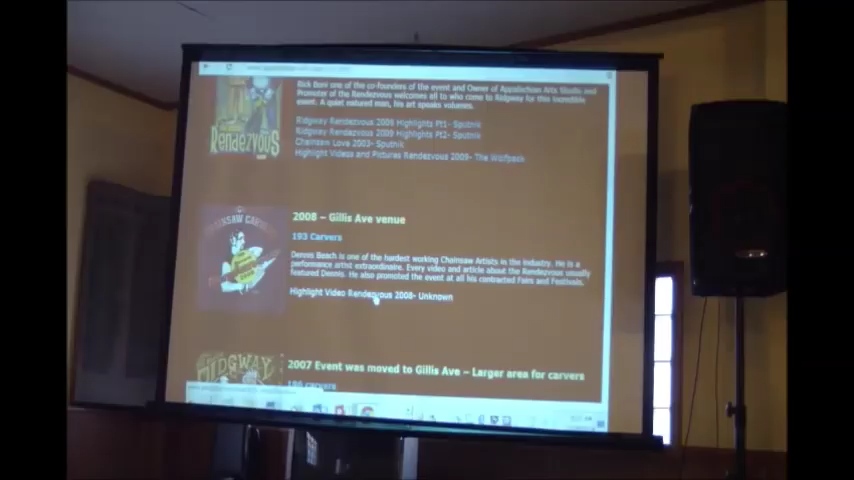 Rick Boni one of the co-founders of the event and Owner of Appalachian Arts Studio and
Promoter of the Rendezvous welcomes all to who come to Ridgway for this incredible
event. A quiet natured man, his art speaks volumes.
Rendezvous
Ridgway Rendezvous 2009 Highlights Pt1- Sputnik
Ridgway Rendezvous 2009 Highlights Pt2- Sputnik
Chainsaw Love 2003- Sputnik
Highlight Videos and Pictures Rendezvous 2009- The Wolfpack
2008 ~ Gillis Ave venue
193 Carvers
Dennis Beach is one of the hardest working Chainsaw Artists in the industry. He is a
performance artist extraordinaire. Every video and article about the Rendezvous usually
featured Dennis. He also promoted the event at all his contracted Fairs and Festivals.
Highlight Video Rendezvous 2008- Unknown
RIDGWAY
2007 Event was moved to Gillis Ave ~ Larger area for carvers
186 carvers